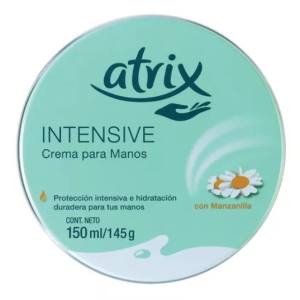 atrix
INTENSIVE
Crema para Manos
Protección intensiva e hidratación
duradera para tus manos
con Manzanilla
CONT. NETO
150 ml/145 g